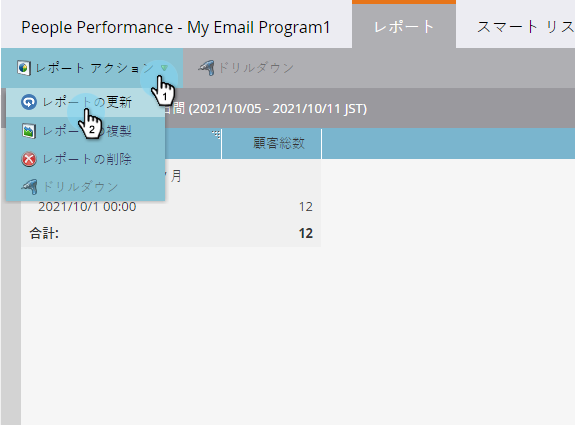 People Performance - My Email Program1
レポート
スマート リス
レポート アクション
ドリルダウン
1
レポートの更新
2
日間 (2021/10/05 - 2021/10/11 JST)
レポートの複製
顧客総数
レポートの削除
/ 月
ドリルダウン
2021/10/1 00:00 12
合計: 12